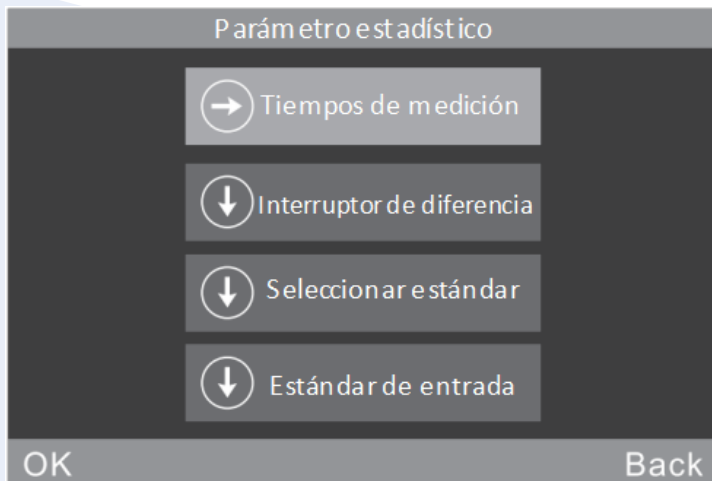 Parámetro estadístico
Tiempos de medición
Interruptor de diferencia
Seleccionar estándar
Estándar de entrada
OK Back